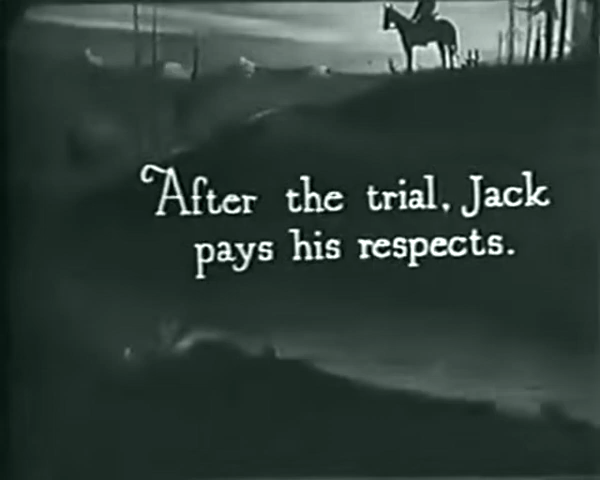 After the trial, Jack
pays his respects.